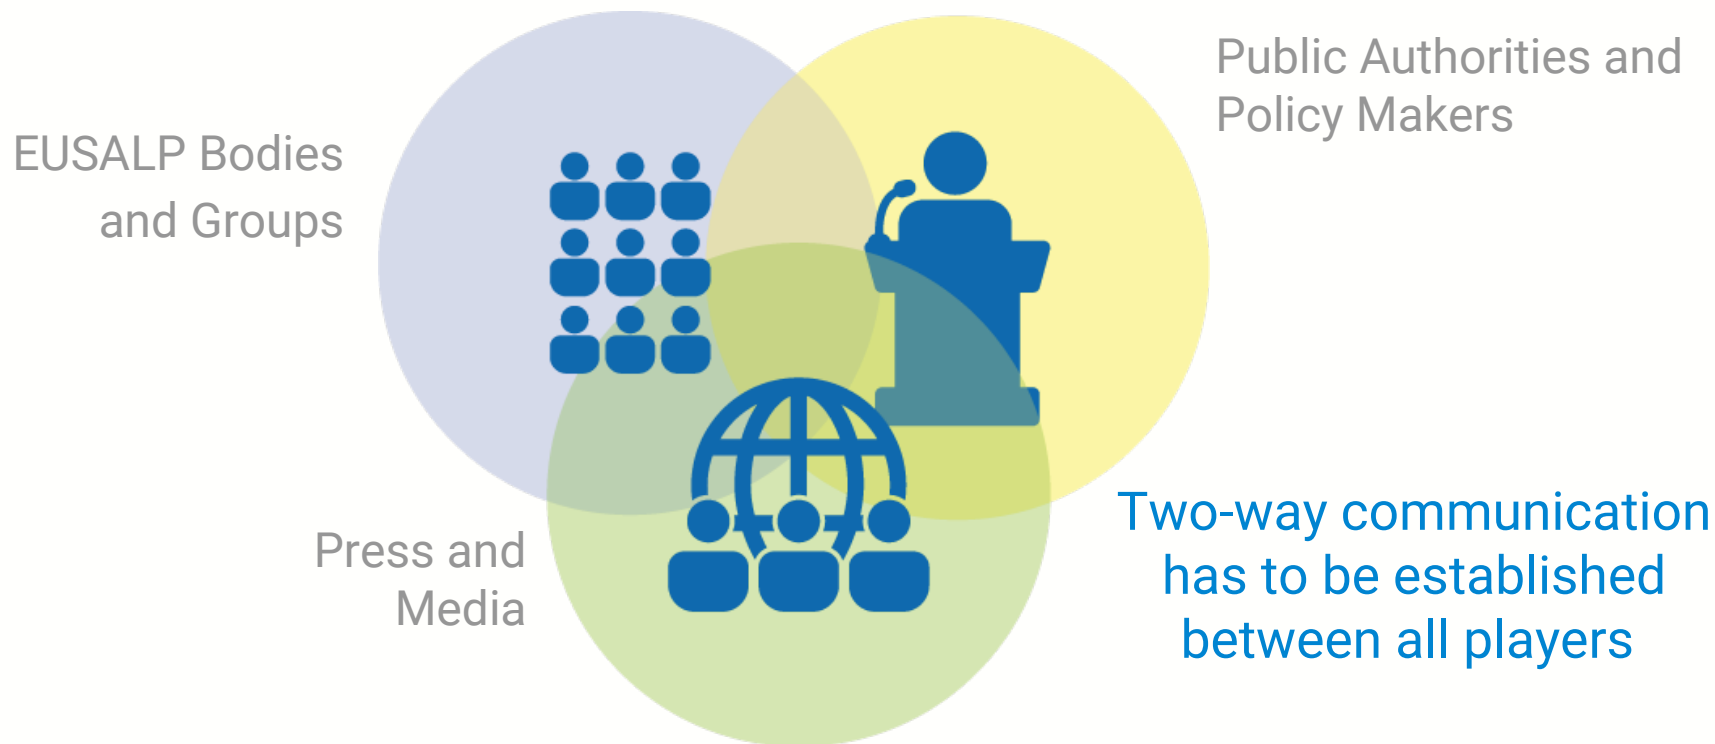 EUSALP Bodies
and Groups
Public Authorities and
Policy Makers
Press and
Media
Two-way communication
has to be established
between all players